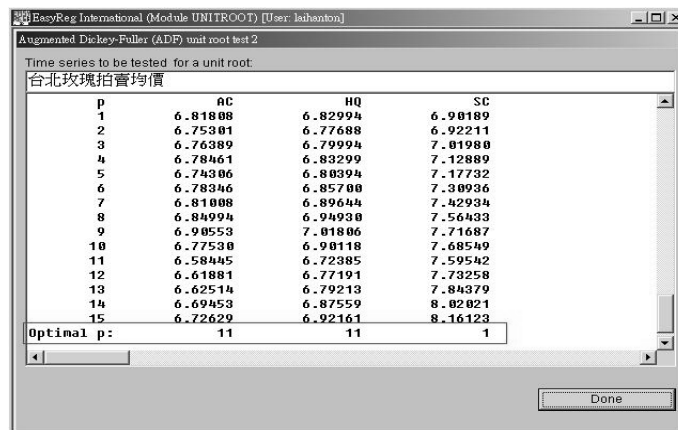 EasyReg International (Module UNITROOT) [User: laihanton]
Augmented Dickey-Fuller (ADF) unit root test 2
Time series to be tested for a unit root:
台北玫瑰拍賣均價
p AC HQ SC
1 6.81808 6.82994 6.90189
2 6.75301 6.77688 6.92211
3 6.76389 6.79994 7.01980
4 6.78461 6.83299 7.12889
5 6.74306 6.80394 7.17732
6 6.78346 6.85700 7.30936
7 6.81008 6.89644 7.42934
8 6.84994 6.94930 7.56433
9 6.90553 7.01806 7.71687
10 6.77530 6.90118 7.68549
11 6.58445 6.72385 7.59542
12 6.61881 6.77191 7.73258
13 6.62514 6.79213 7.84379
14 6.69453 6.87559 8.02021
15 6.72629 6.92161 8.16123
Optimal p: 11 11 1
Done